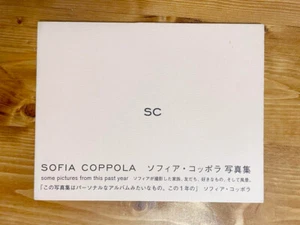 SC
SOFIA COPPOLA ソフィア・コッポラ 写真集
some pictures from this past year ソフィアが撮影した家族、友だち、好きなもの、そして風景。
「この写真集はパーソナルなアルバムみたいなもの。この1年の」 ソフィア・コッポラ